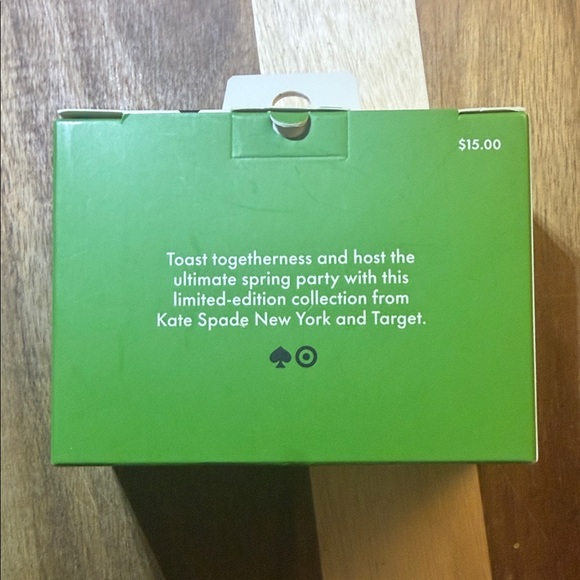 $15.00
Toast togetherness and host the
ultimate spring party with this
limited-edition collection from
Kate Spade New York and Target.